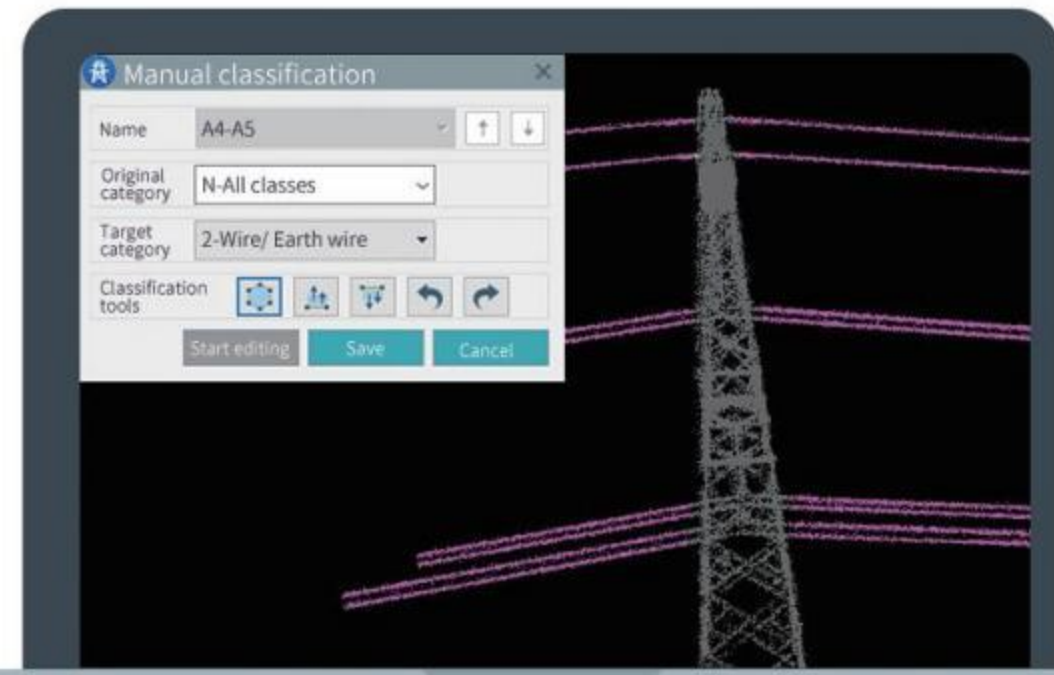 Manual classification
Name A4-A5
Original category N-All classes
Target category 2-Wire/ Earth wire
Classification tools
Start editing Save Cancel